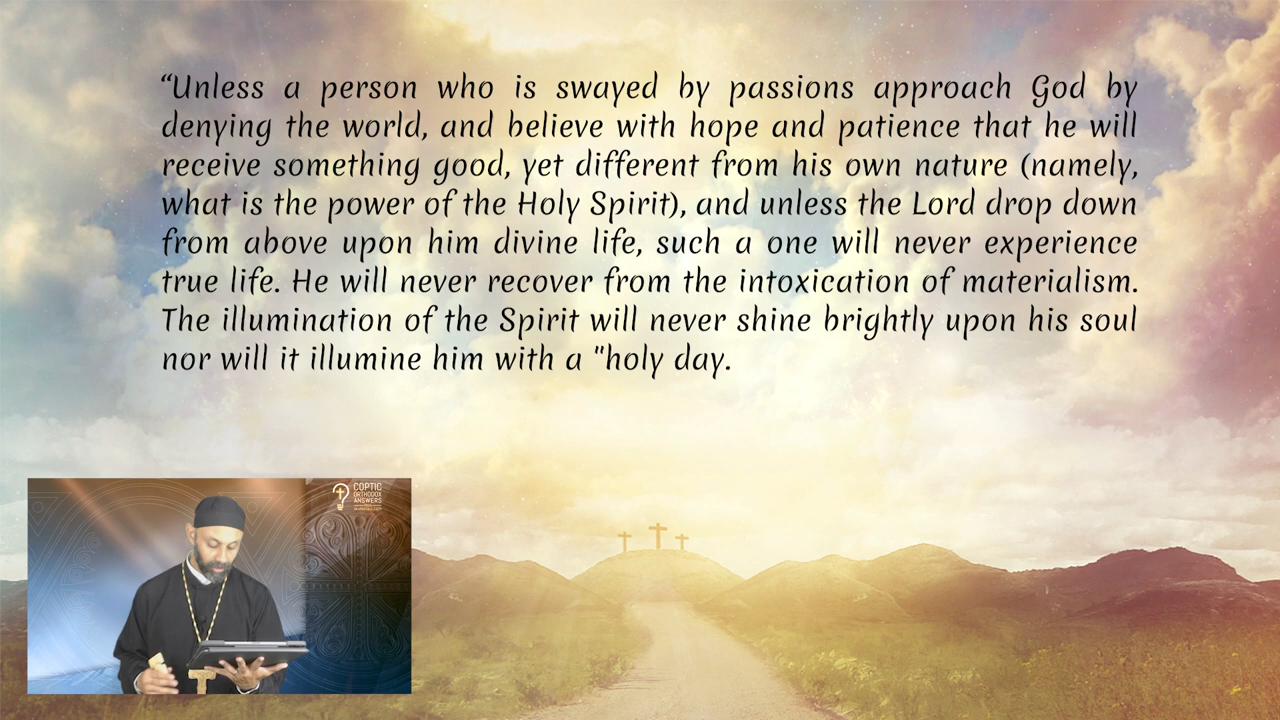 “Unless a person who is swayed by passions approach God by
denying the world, and believe with hope and patience that he will
receive something good, yet different from his own nature (namely,
what is the power of the Holy Spirit), and unless the Lord drop down
from above upon him divine life, such a one will never experience
true life. He will never recover from the intoxication of materialism.
The illumination of the Spirit will never shine brightly upon his soul
nor will it illumine him with a "holy day.
COPTIC
ORTHODOX
ANSWERS